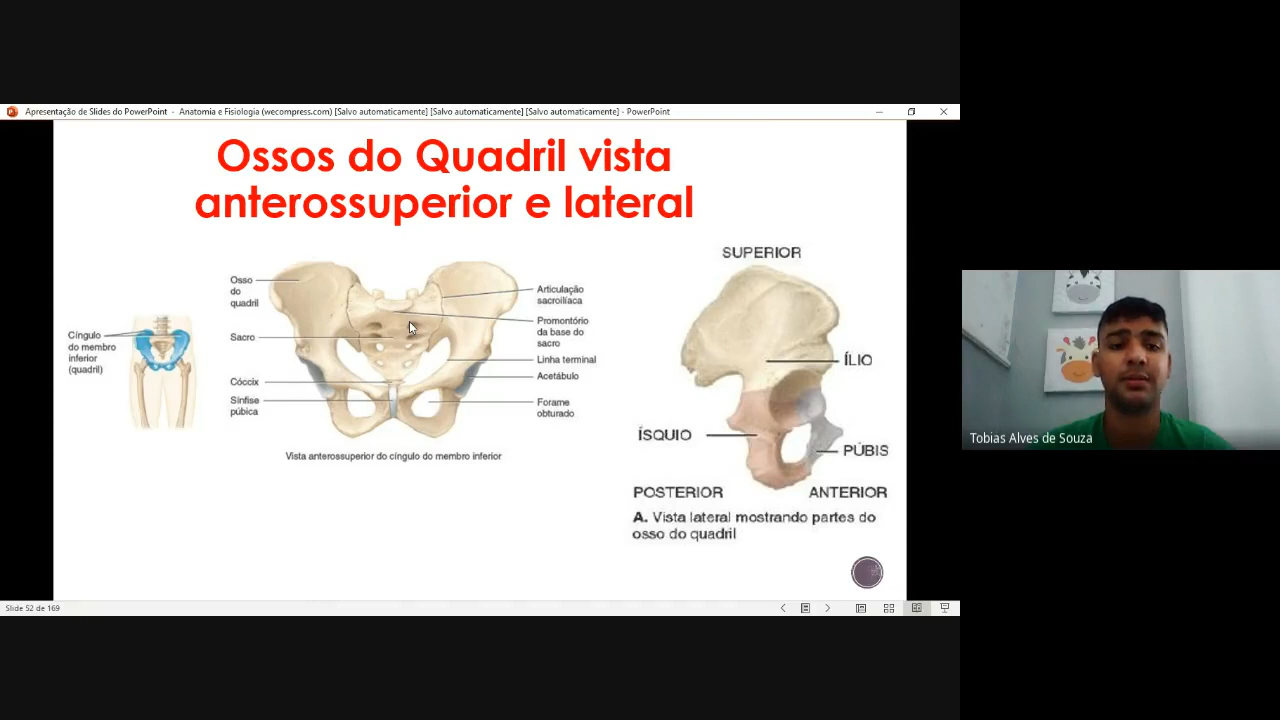 Apresentação de Slides do PowerPoint - Anatomia e Fisiologia (wecompress.com) [Salvo automaticamente] [Salvo automaticamente] [Salvo automaticamente] - PowerPoint
Ossos do Quadril vista
anterossuperior e lateral
Cíngulo
do membro
inferior
(quadril)
Osso
do
quadril
Sacro
Cóccix
Sínfise
púbica
Articulação
sacroilíaca
Promontório
da base do
sacro
Linha terminal
Acetábulo
Forame
obturado
Vista anterossuperior do cíngulo do membro inferior
SUPERIOR
ÍLIO
ÍSQUIO
PÚBIS
POSTERIOR
ANTERIOR
A. Vista lateral mostrando partes do
osso do quadril
Slide 52 de 169
Tobias Alves de Souza